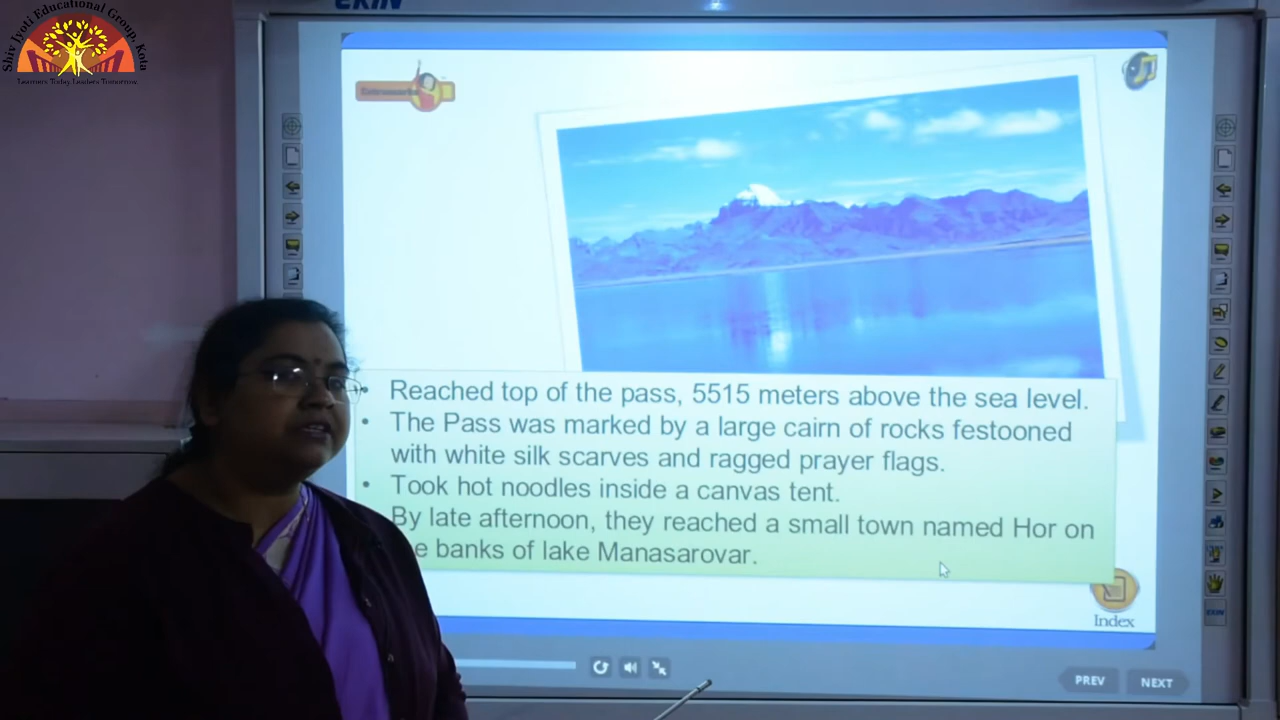 EKIN
Shiv Jyoti Educational Group, Kota
Learners Today Leaders Tomorrow
Extramarks
• Reached top of the pass, 5515 meters above the sea level.
• The Pass was marked by a large cairn of rocks festooned
with white silk scarves and ragged prayer flags.
• Took hot noodles inside a canvas tent.
By late afternoon, they reached a small town named Hor on
e banks of lake Manasarovar.
Index
EKIN
PREV
NEXT